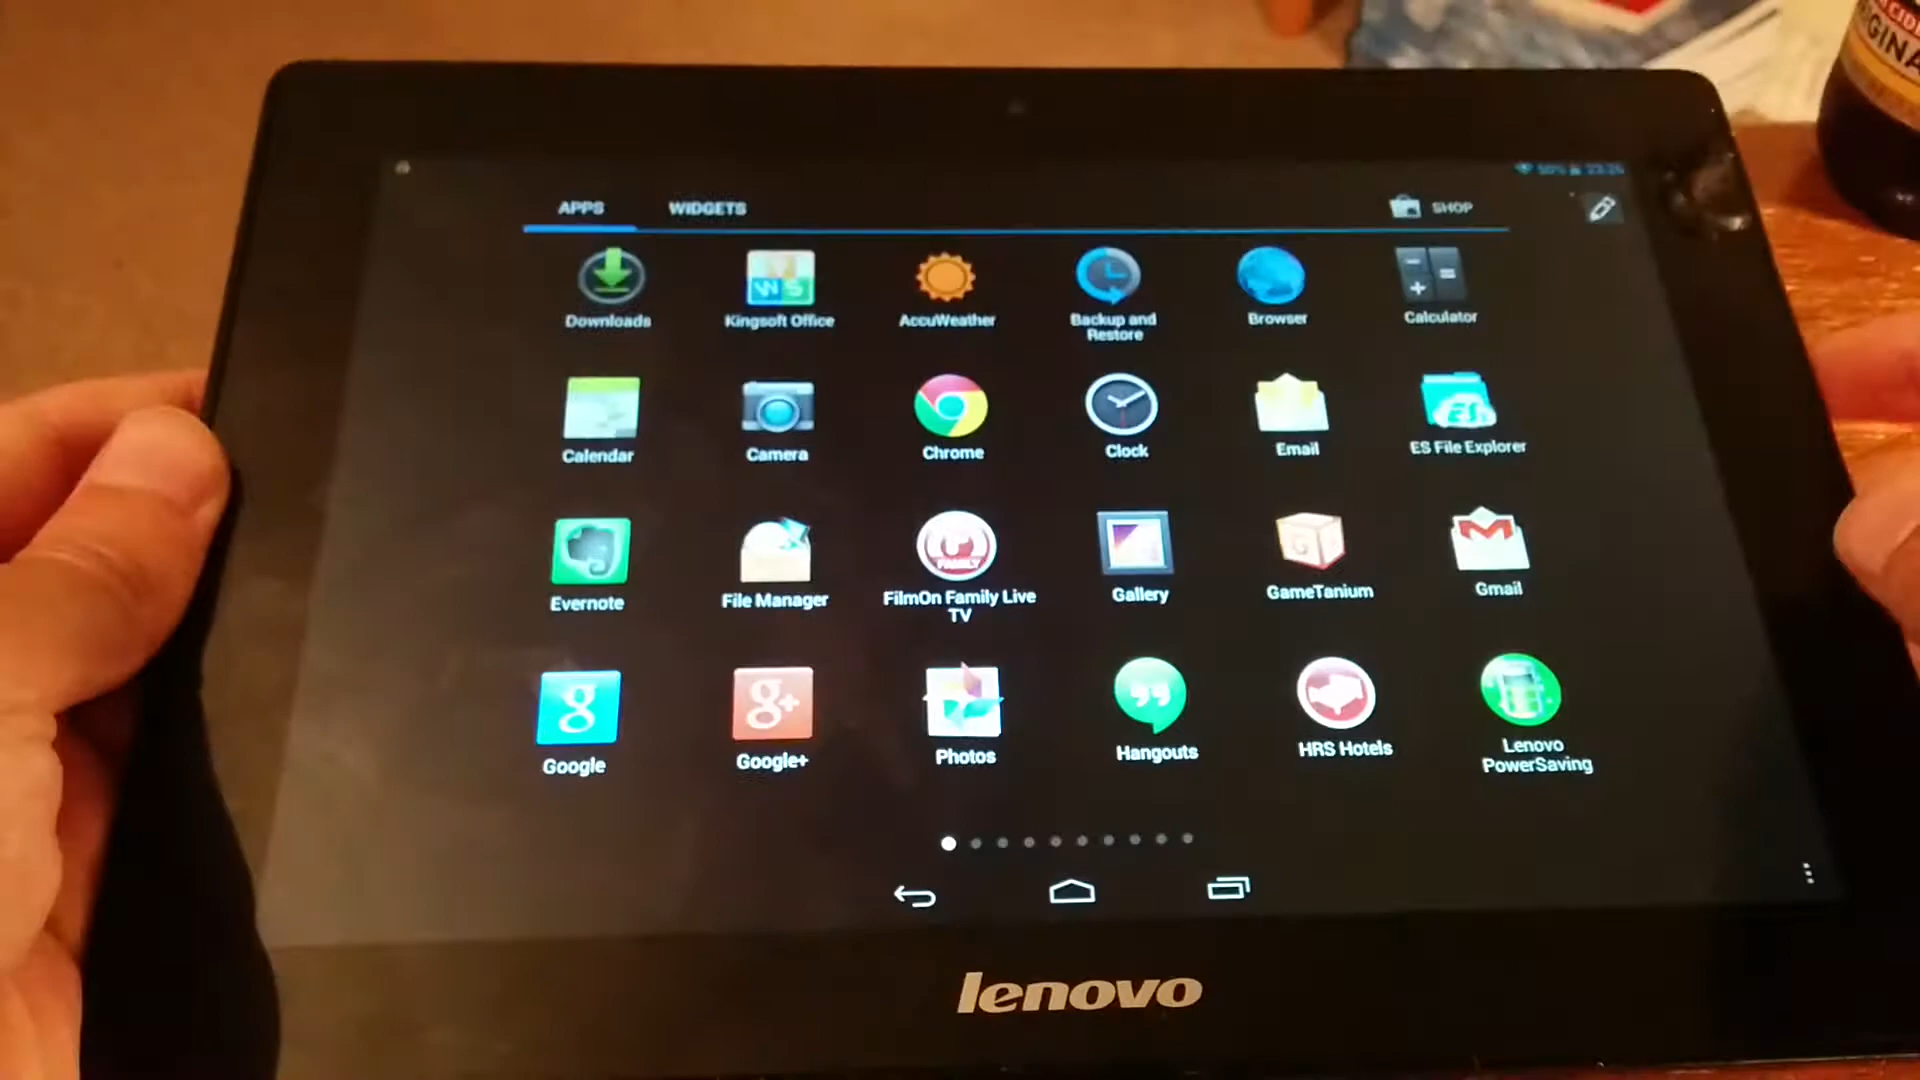 APPS WIDGETS SHOP
Downloads Kingsoft Office AccuWeather Backup and Browser Calculator
Restore
Calendar Camera Chrome Clock Email ES File Explorer
FAMILY
Evernote File Manager FilmOn Family Live Gallery GameTanium Gmail
TV
g g+
Google Google+ Photos Hangouts HRS Hotels Lenovo
PowerSaving
lenovo